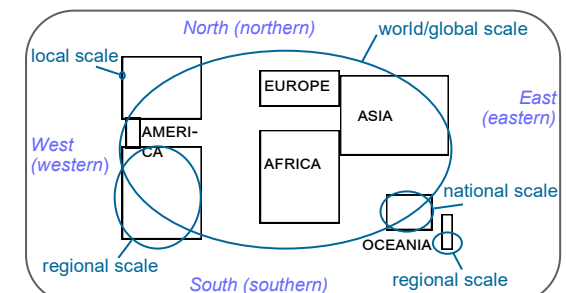 North (northern)
world/global scale
local scale
EUROPE
East
(eastern)
ASIA
AMERI-
CA
West
(western)
AFRICA
national scale
OCEANIA
regional scale
regional scale
South (southern)